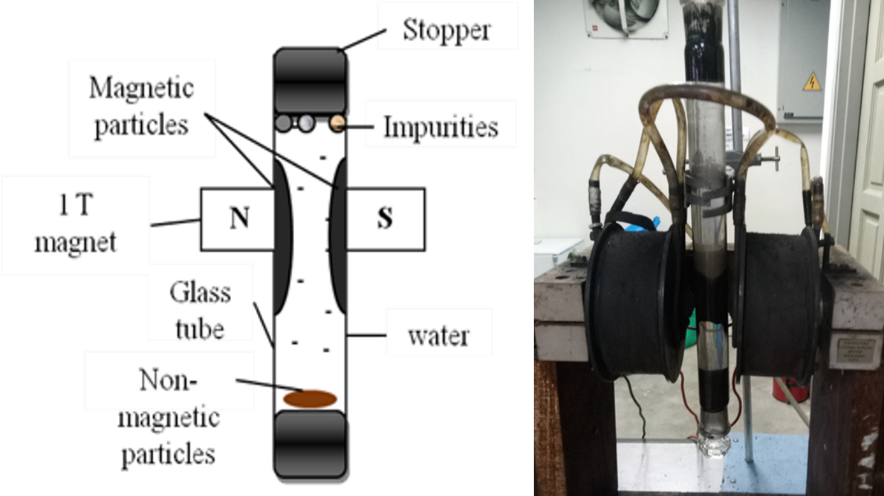 Stopper
Magnetic
particles
Impurities
1 T
magnet
N
S
Glass
tube
water
Non-
magnetic
particles